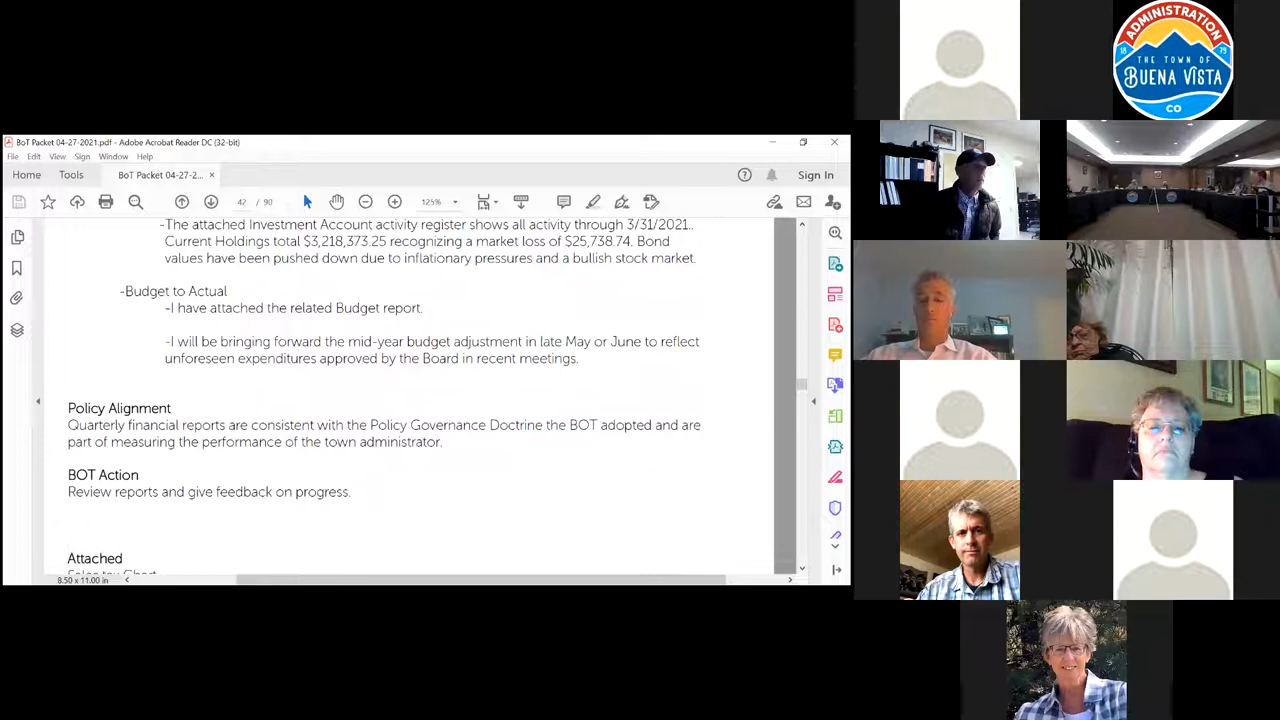 BoT Packet 04-27-2021.pdf - Adobe Acrobat Reader DC (32-bit)
File Edit View Sign Window Help
Home Tools BoT Packet 04-27-2... × Sign In
42 / 90 125%
-The attached Investment Account activity register shows all activity through 3/31/2021..
Current Holdings total $3,218,373.25 recognizing a market loss of $25,738.74. Bond
values have been pushed down due to inflationary pressures and a bullish stock market.
-Budget to Actual
-I have attached the related Budget report.
-I will be bringing forward the mid-year budget adjustment in late May or June to reflect
unforeseen expenditures approved by the Board in recent meetings.
Policy Alignment
Quarterly financial reports are consistent with the Policy Governance Doctrine the BOT adopted and are
part of measuring the performance of the town administrator.
BOT Action
Review reports and give feedback on progress.
Attached
Sales tax Chart
8.50 x 11.00 in
ADMINISTRATION
18 79
THE TOWN OF
BUENA VISTA
CO